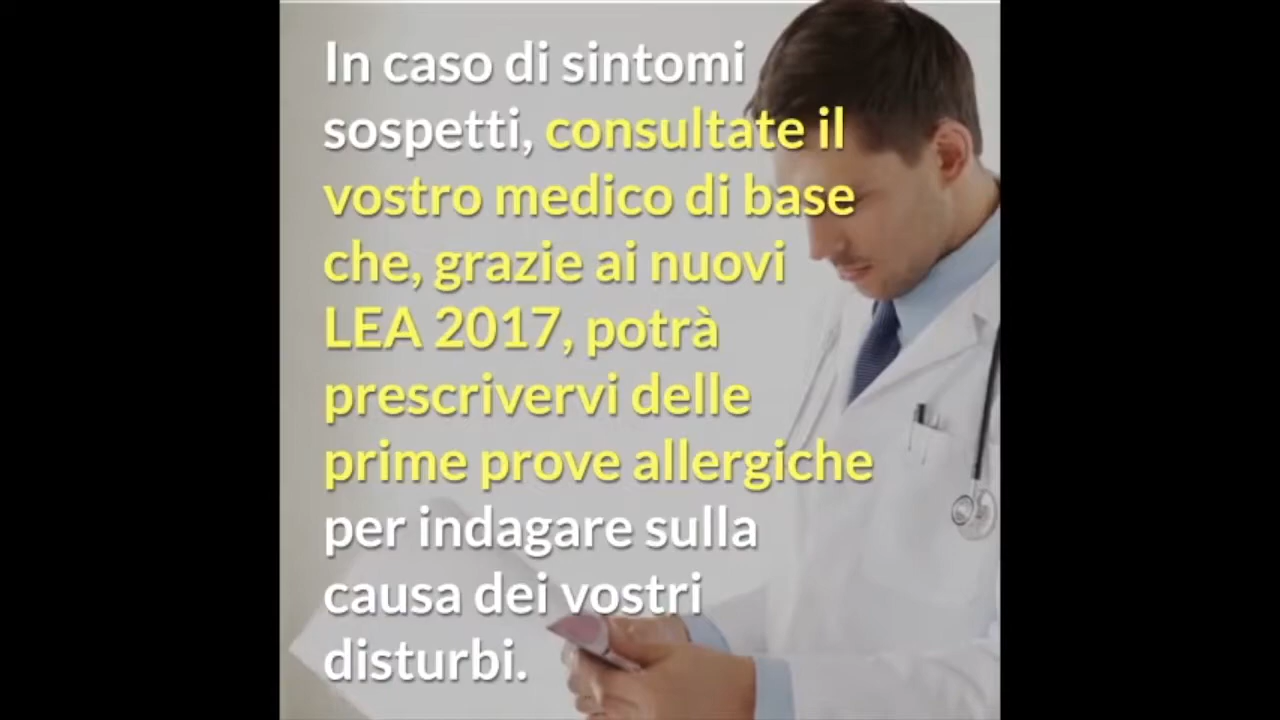 In caso di sintomi
sospetti, consultate il
vostro medico di base
che, grazie ai nuovi
LEA 2017, potrà
prescrivervi delle
prime prove allergiche
per indagare sulla
causa dei vostri
disturbi.